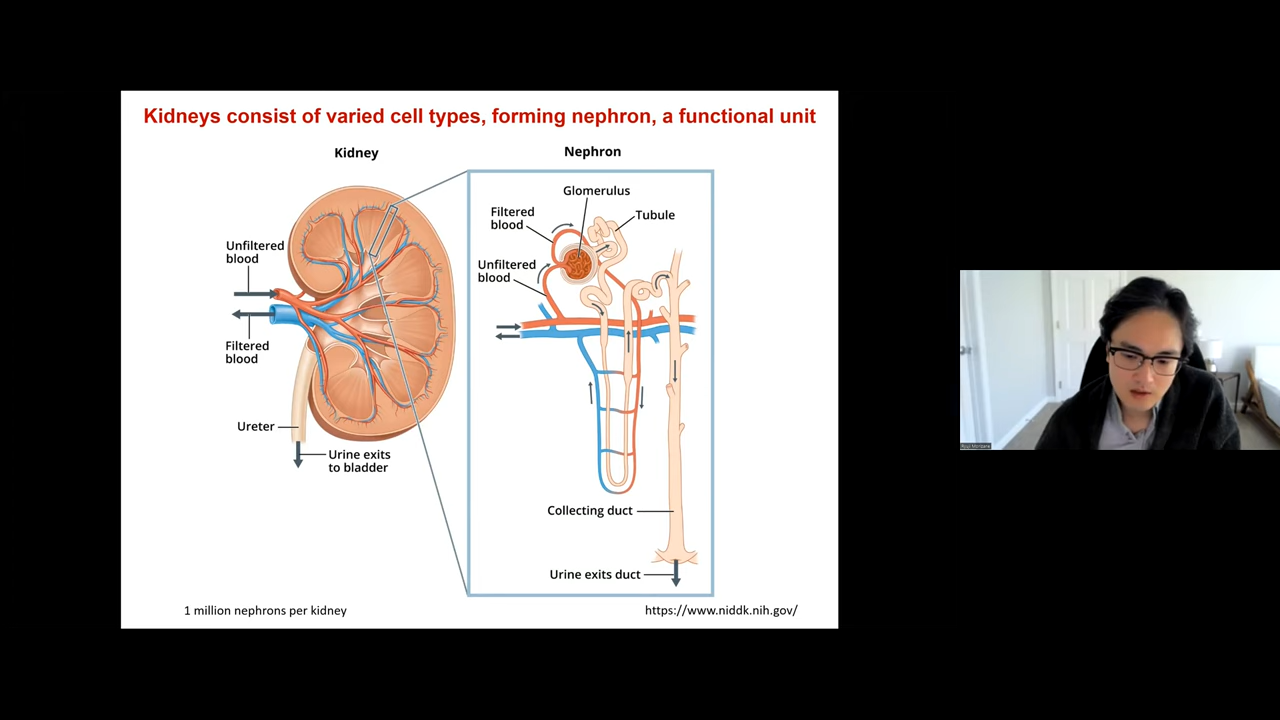 Kidneys consist of varied cell types, forming nephron, a functional unit
Kidney
Nephron
Unfiltered
blood
Filtered
blood
Ureter
Urine exits
to bladder
Glomerulus
Filtered
blood
Tubule
Unfiltered
blood
Collecting duct
Urine exits duct
1 million nephrons per kidney
https://www.niddk.nih.gov/